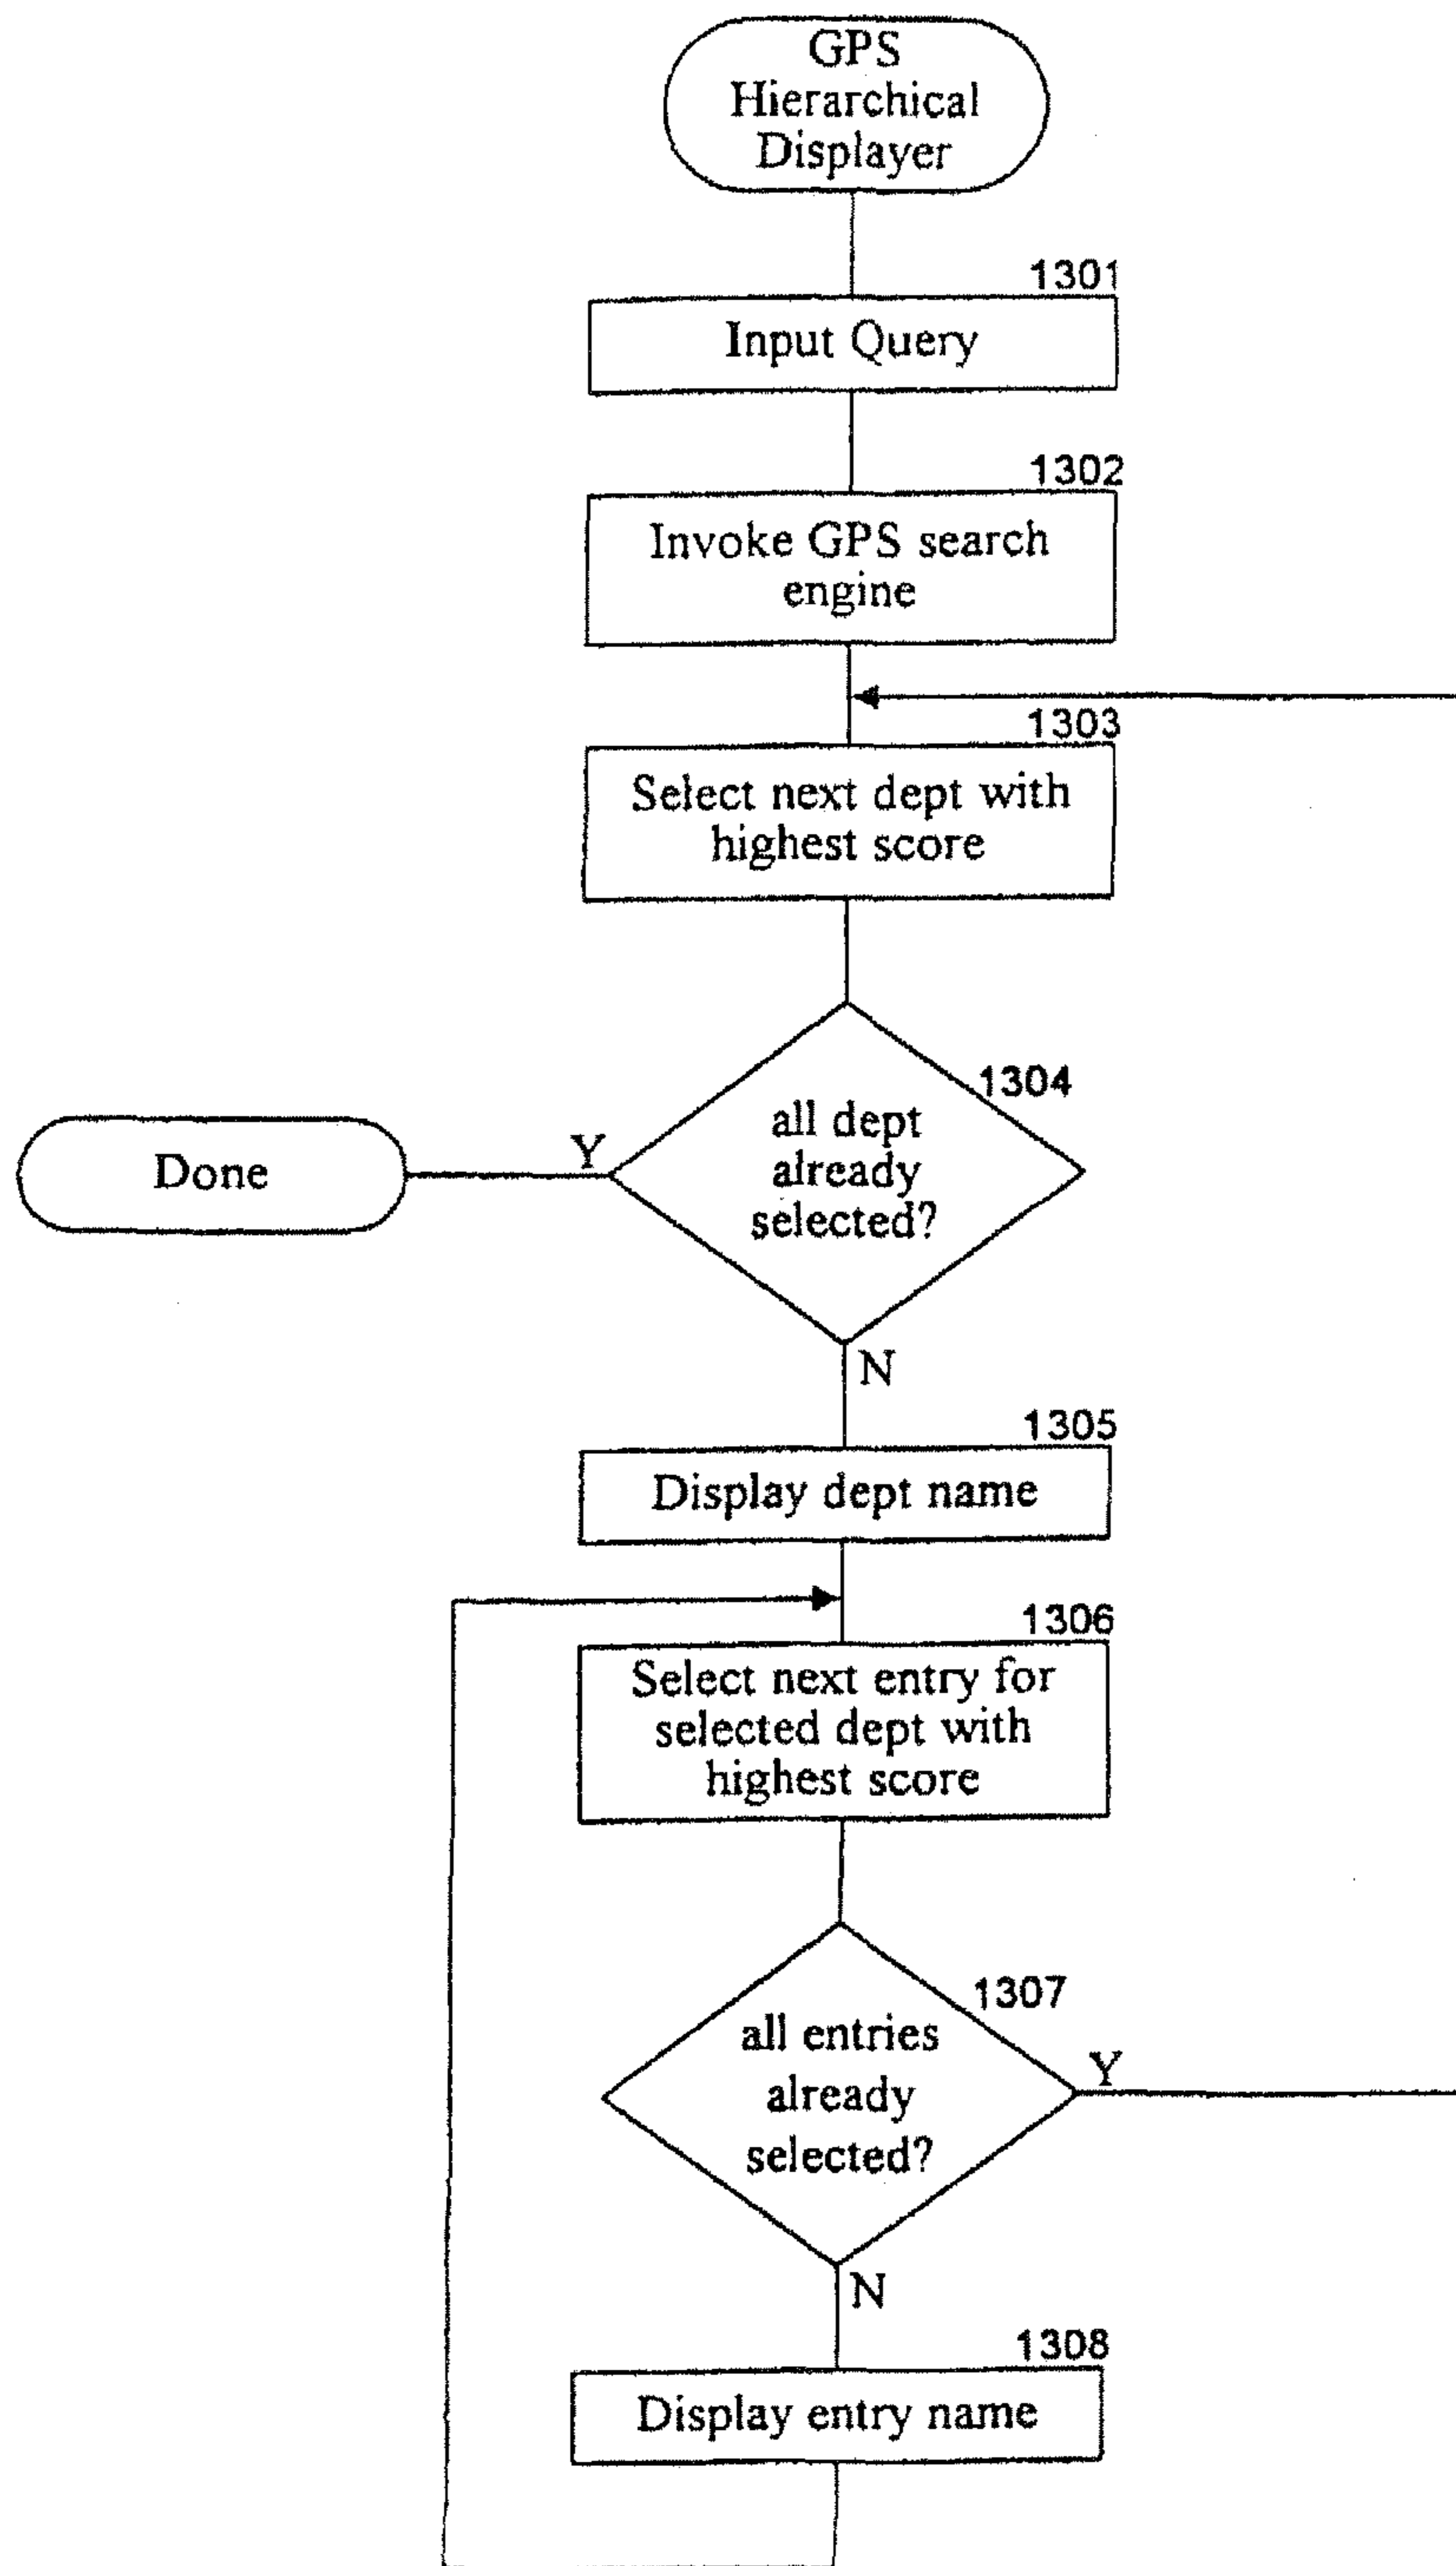 GPS
Hierarchical
Displayer
1301
Input Query
1302
Invoke GPS search
engine
1303
Select next dept with
highest score
1304
all dept
already
selected?
Y
Done
N
1305
Display dept name
1306
Select next entry for
selected dept with
highest score
1307
all entries
already
selected?
Y
N
1308
Display entry name